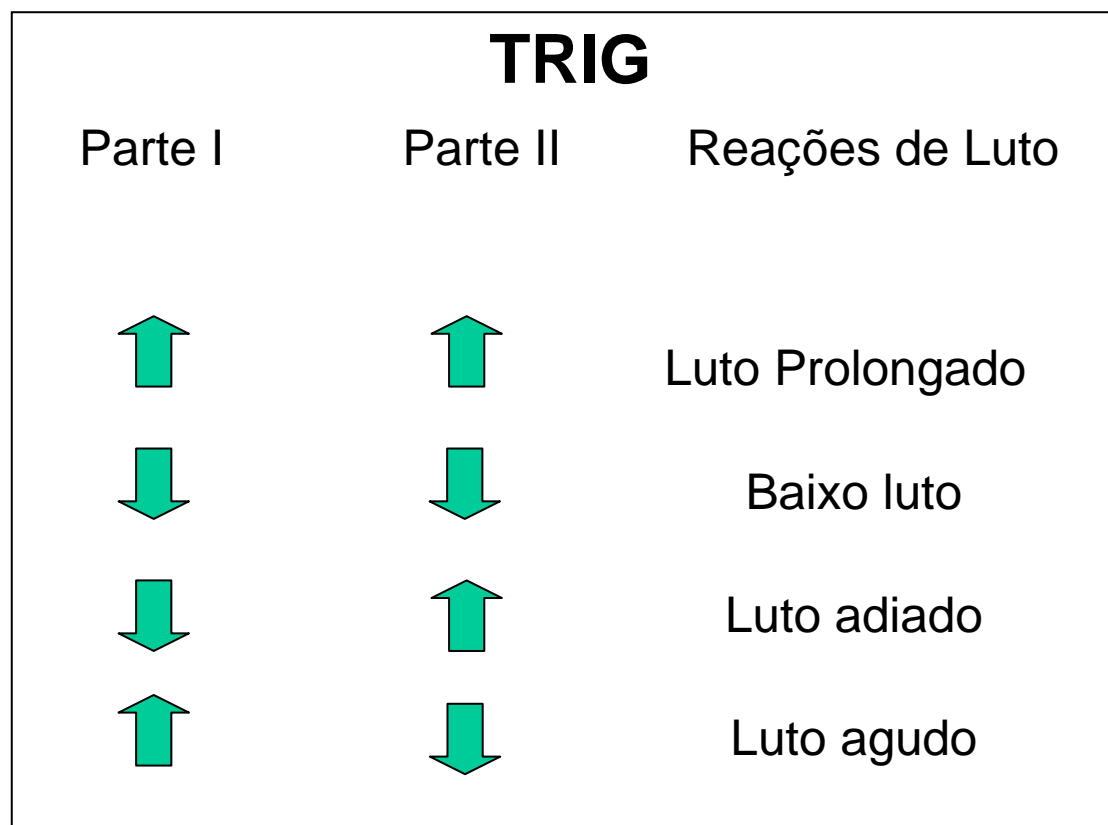 TRIG
Parte I Parte II Reações de Luto
Luto Prolongado
Baixo luto
Luto adiado
Luto agudo